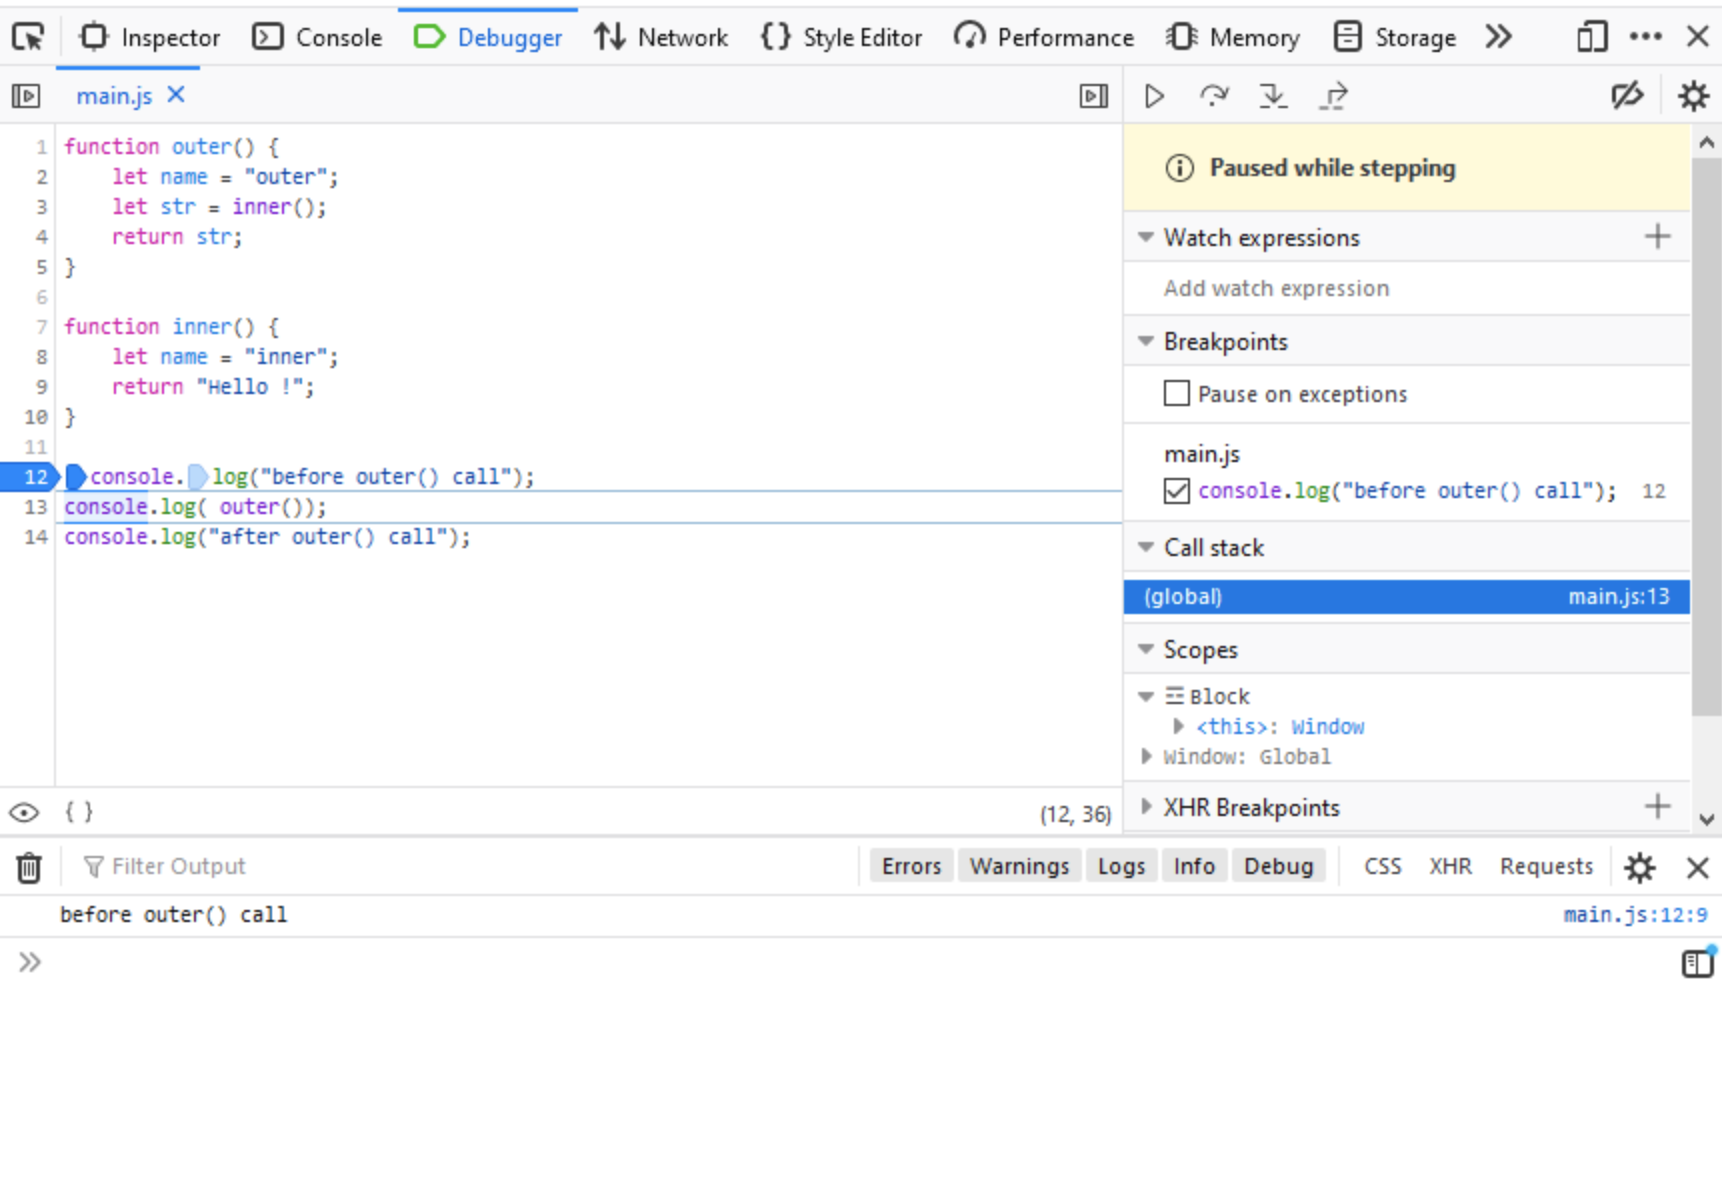 Inspector Console Debugger Network {} Style Editor Performance Memory Storage
main.js
1 function outer() {
2 let name = "outer";
3 let str = inner();
4 return str;
5 }
6
7 function inner() {
8 let name = "inner";
9 return "Hello !";
10 }
11
12 console.log("before outer() call");
13 console.log( outer());
14 console.log("after outer() call");
{ } (12, 36)
Paused while stepping
Watch expressions
Add watch expression
Breakpoints
Pause on exceptions
main.js
console.log("before outer() call"); 12
Call stack
(global) main.js:13
Scopes
Block
<this>: Window
Window: Global
XHR Breakpoints
Filter Output Errors Warnings Logs Info Debug CSS XHR Requests
before outer() call main.js:12:9